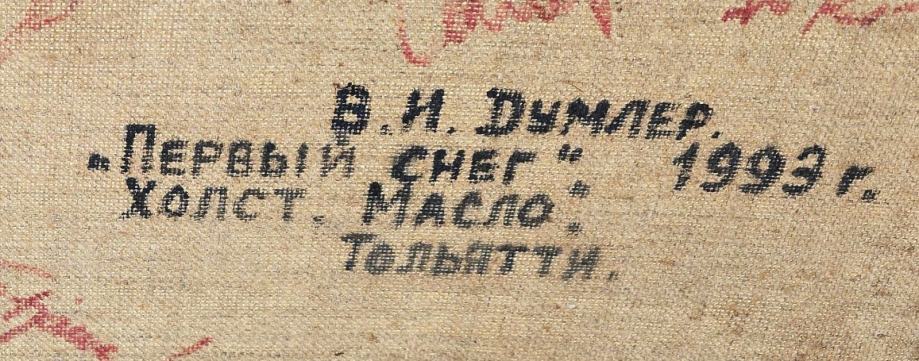 В. И. Думлер.
"Первый снег" 1993 г.
Холст. Масло.
Тольятти.